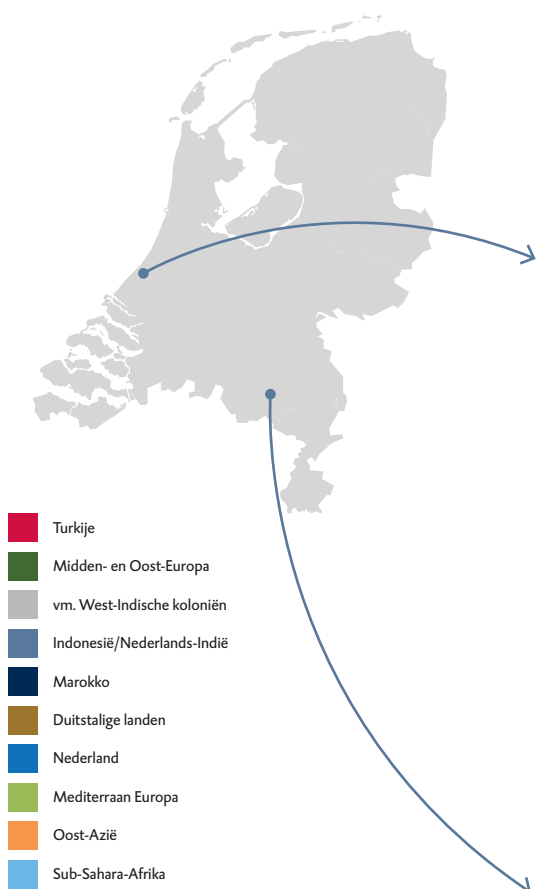 Turkije
Midden- en Oost-Europa
vm. West-Indische koloniën
Indonesië/Nederlands-Indië
Marokko
Duitstalige landen
Nederland
Mediterraan Europa
Oost-Azië
Sub-Sahara-Afrika